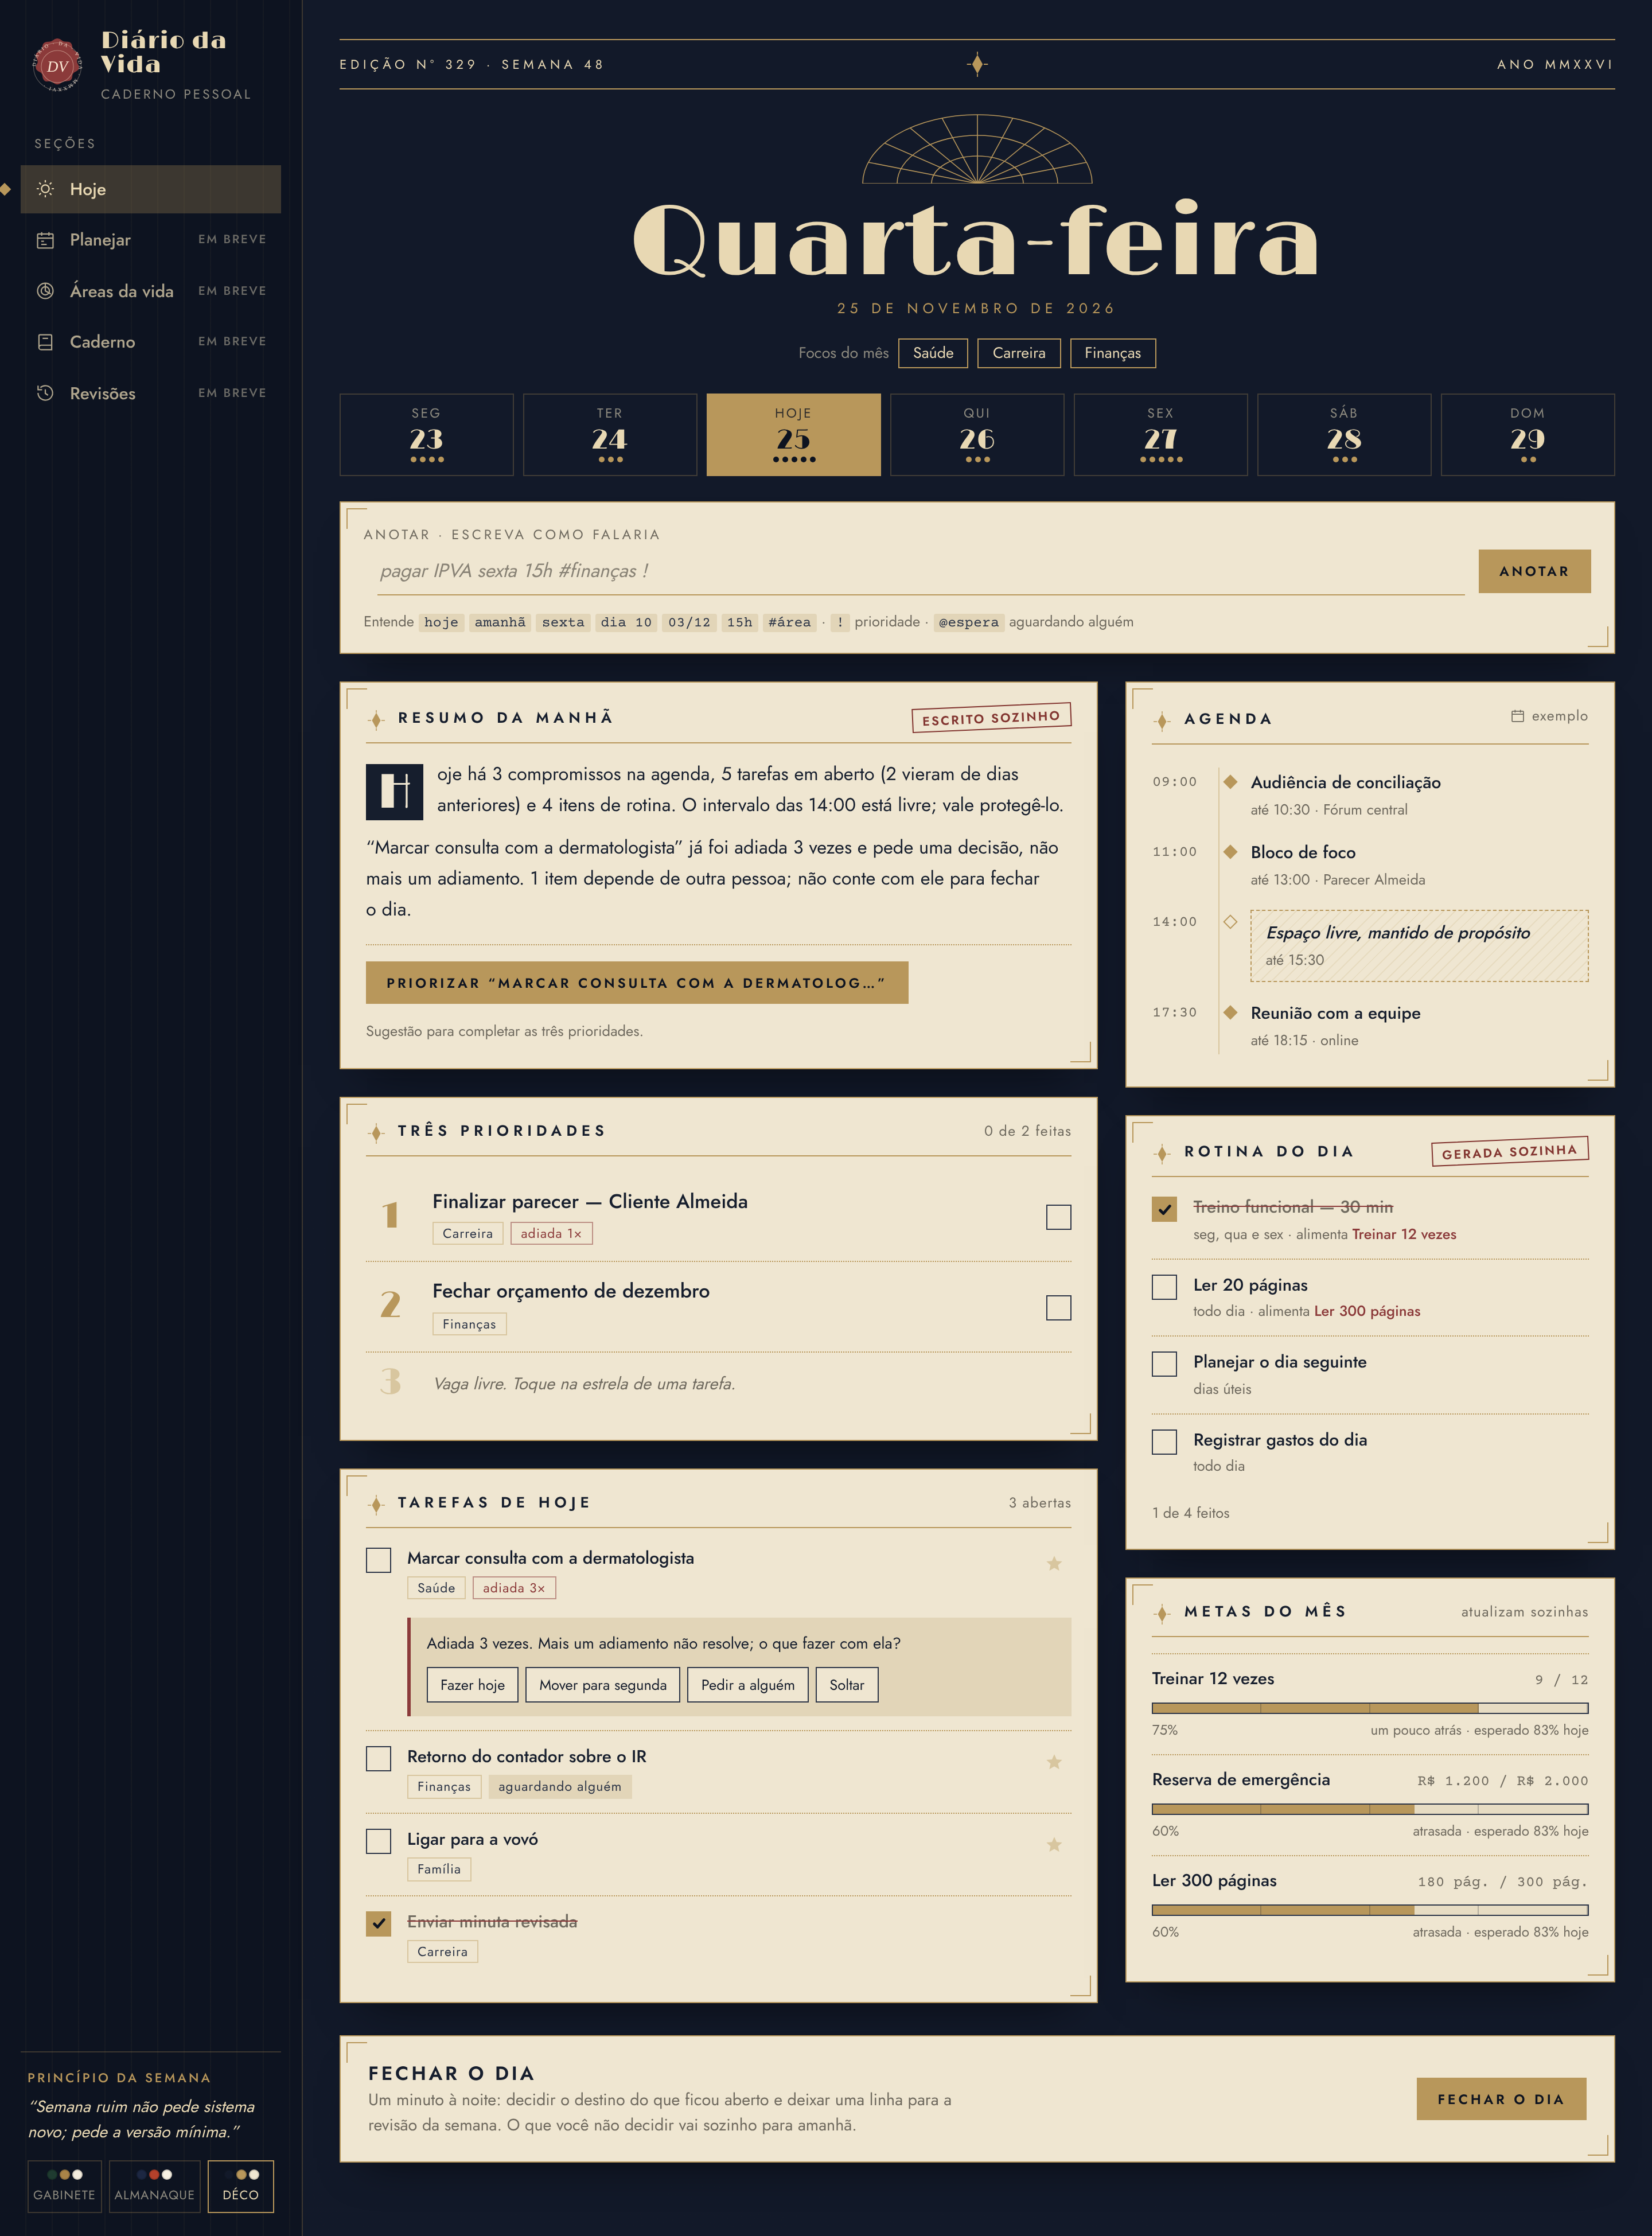 DV
Diário da
Vida
CADERNO PESSOAL
SEÇÕES
Hoje
Planejar EM BREVE
Áreas da vida EM BREVE
Caderno EM BREVE
Revisões EM BREVE
PRINCÍPIO DA SEMANA
“Semana ruim não pede sistema
novo; pede a versão mínima.”
GABINETE ALMANAQUE DÉCO
EDIÇÃO Nº 329 · SEMANA 48 ANO MMXXVI
Quarta-feira
25 DE NOVEMBRO DE 2026
Focos do mês Saúde Carreira Finanças
SEG TER HOJE QUI SEX SÁB DOM
23 24 25 26 27 28 29
ANOTAR · ESCREVA COMO FALARIA
pagar IPVA sexta 15h #finanças !
ANOTAR
Entende hoje amanhã sexta dia 10 03/12 15h #área · ! prioridade · @espera aguardando alguém
RESUMO DA MANHÃ ESCRITO SOZINHO
Hoje há 3 compromissos na agenda, 5 tarefas em aberto (2 vieram de dias
anteriores) e 4 itens de rotina. O intervalo das 14:00 está livre; vale protegê-lo.
“Marcar consulta com a dermatologista” já foi adiada 3 vezes e pede uma decisão, não
mais um adiamento. 1 item depende de outra pessoa; não conte com ele para fechar
o dia.
PRIORIZAR “MARCAR CONSULTA COM A DERMATOLOG…”
Sugestão para completar as três prioridades.
TRÊS PRIORIDADES 0 de 2 feitas
1 Finalizar parecer — Cliente Almeida
Carreira adiada 1×
2 Fechar orçamento de dezembro
Finanças
3 Vaga livre. Toque na estrela de uma tarefa.
TAREFAS DE HOJE 3 abertas
Marcar consulta com a dermatologista
Saúde adiada 3×
Adiada 3 vezes. Mais um adiamento não resolve; o que fazer com ela?
Fazer hoje Mover para segunda Pedir a alguém Soltar
Retorno do contador sobre o IR
Finanças aguardando alguém
Ligar para a vovó
Família
Enviar minuta revisada
Carreira
AGENDA exemplo
09:00 Audiência de conciliação
até 10:30 · Fórum central
11:00 Bloco de foco
até 13:00 · Parecer Almeida
14:00 Espaço livre, mantido de propósito
até 15:30
17:30 Reunião com a equipe
até 18:15 · online
ROTINA DO DIA GERADA SOZINHA
Treino funcional — 30 min
seg, qua e sex · alimenta Treinar 12 vezes
Ler 20 páginas
todo dia · alimenta Ler 300 páginas
Planejar o dia seguinte
dias úteis
Registrar gastos do dia
todo dia
1 de 4 feitos
METAS DO MÊS atualizam sozinhas
Treinar 12 vezes 9 / 12
75% um pouco atrás · esperado 83% hoje
Reserva de emergência R$ 1.200 / R$ 2.000
60% atrasada · esperado 83% hoje
Ler 300 páginas 180 pág. / 300 pág.
60% atrasada · esperado 83% hoje
FECHAR O DIA
Um minuto à noite: decidir o destino do que ficou aberto e deixar uma linha para a
revisão da semana. O que você não decidir vai sozinho para amanhã.
FECHAR O DIA